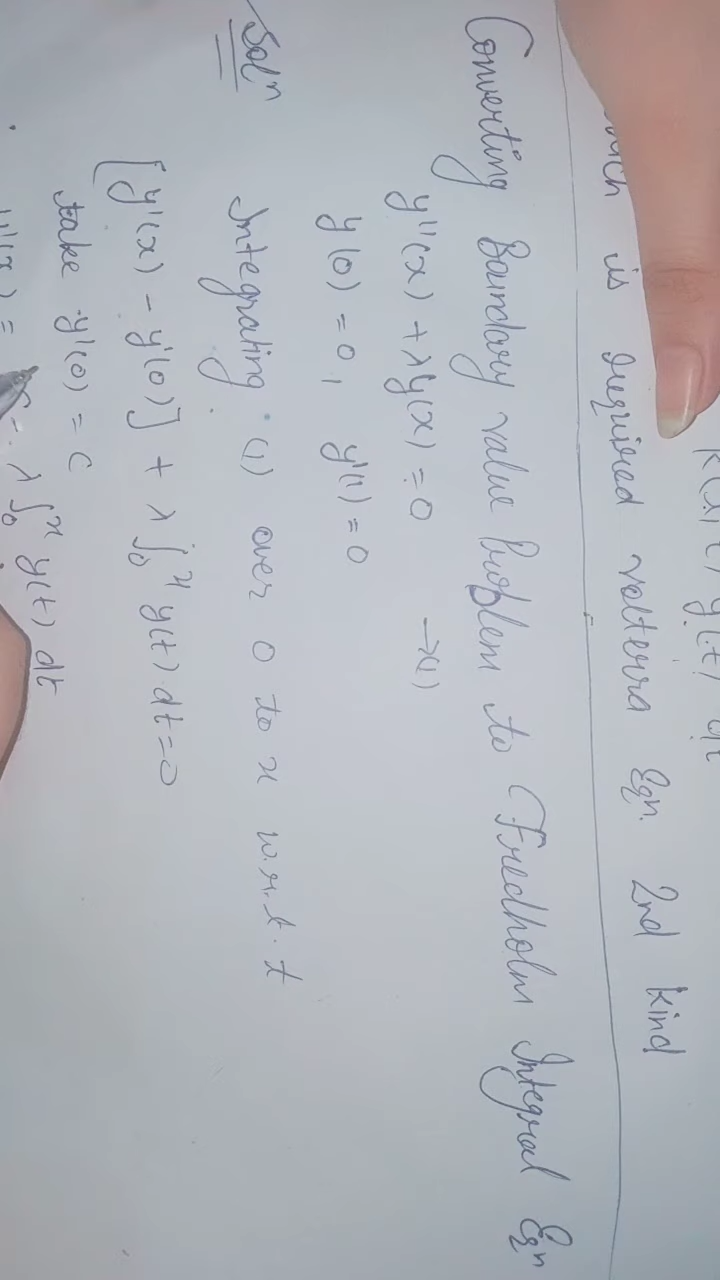 K(x,t) y(t) dt
which is required volterra Eqn. 2nd kind
Converting Boundary value Problem to Fredholm Integral Eqn
y''(x) + λy(x) = 0 → (1)
y(0) = 0, y'(1) = 0
Soln
Integrating (1) over 0 to x w.r.t. t
[y'(x) - y'(0)] + λ ∫₀ˣ y(t) dt = 0
take y'(0) = C
y'(x) = - λ ∫₀ˣ y(t) dt